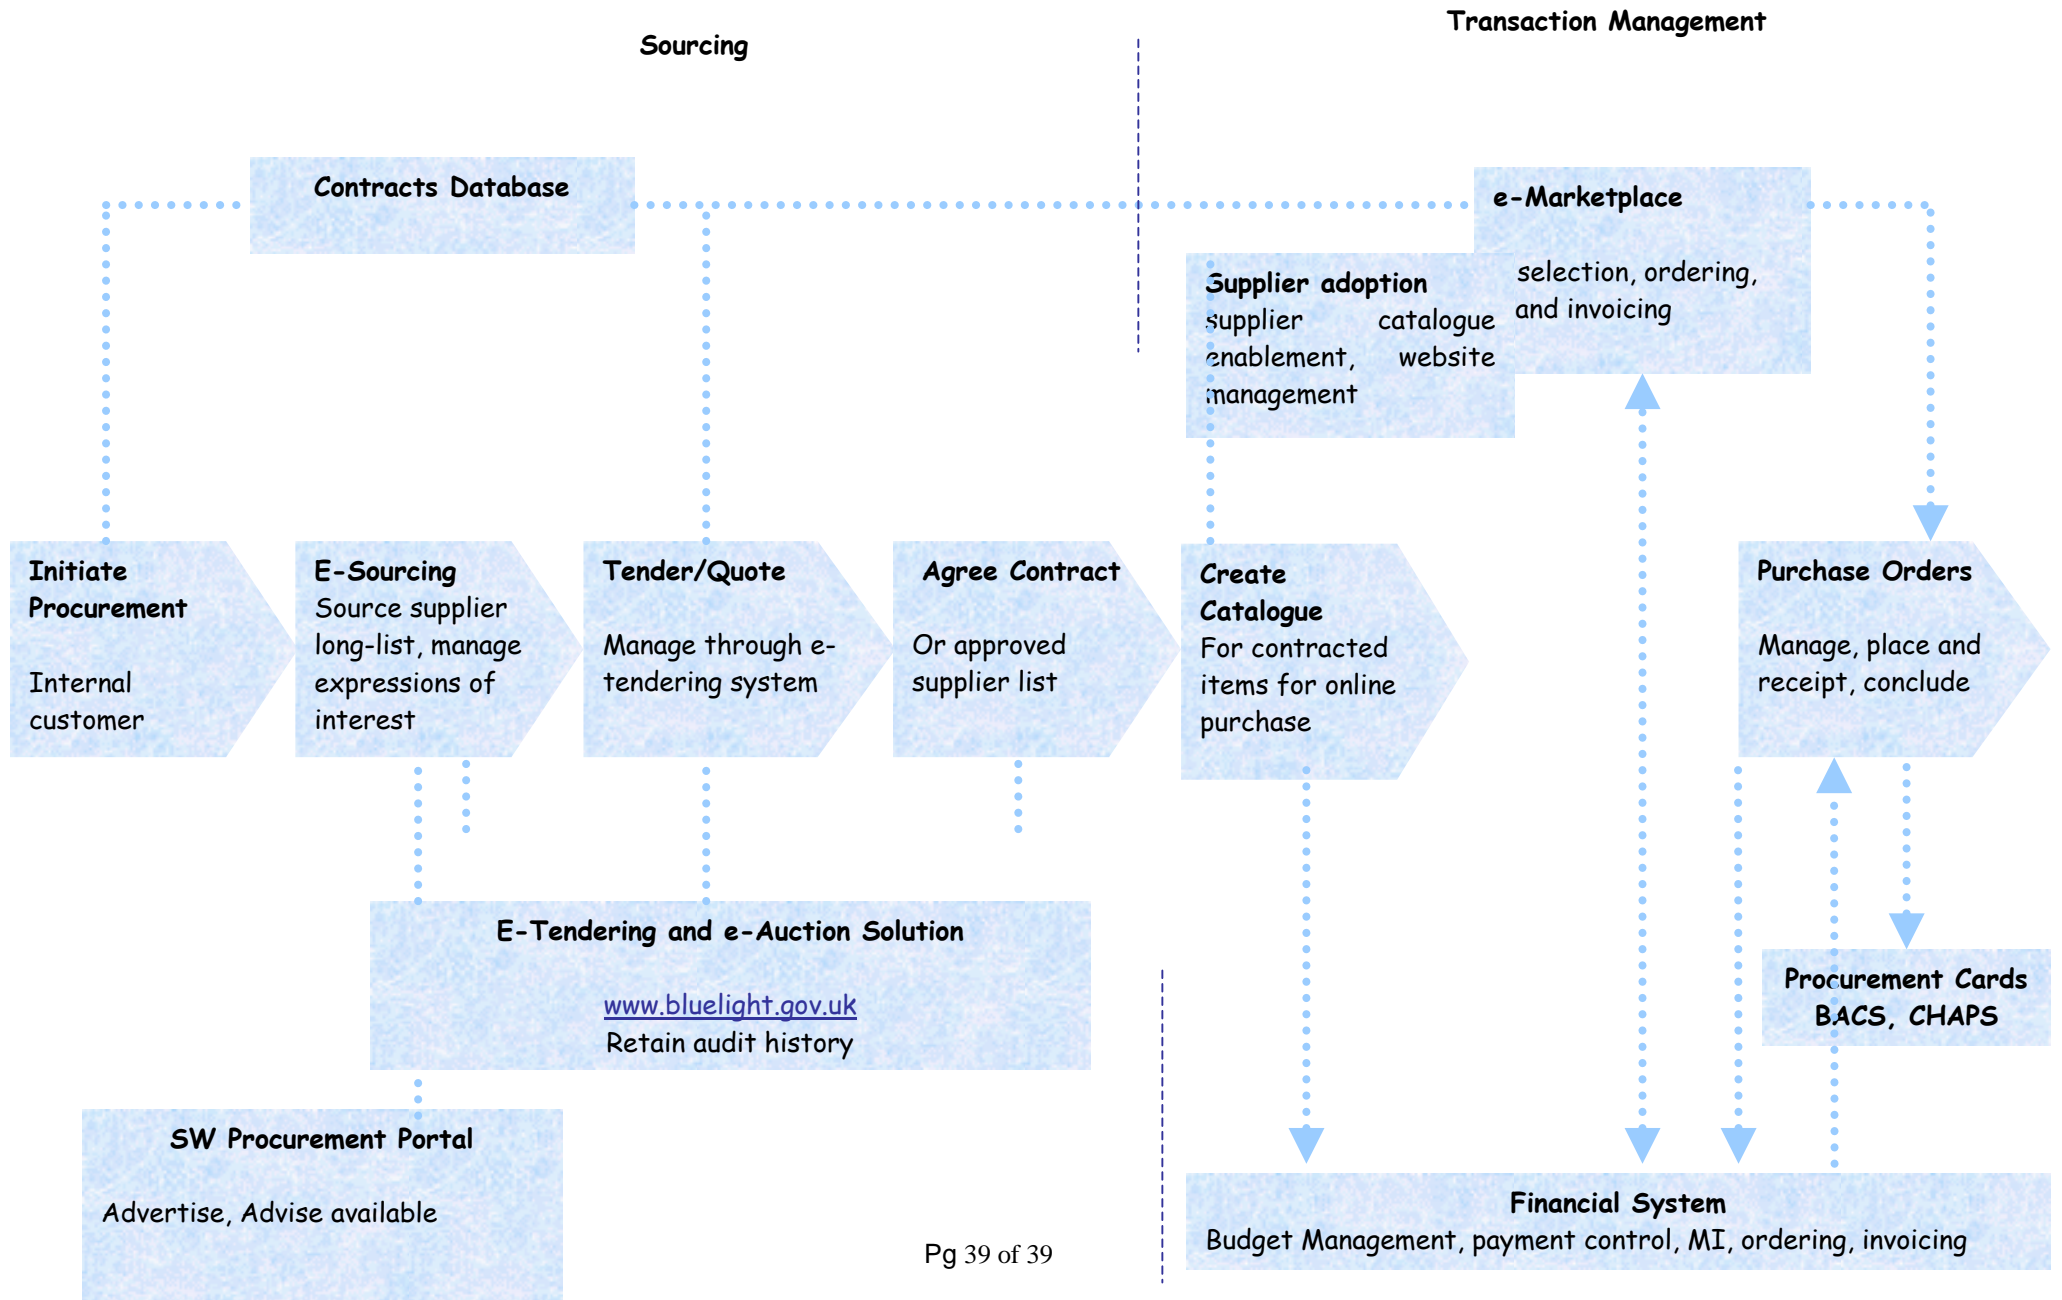 Sourcing
Transaction Management
Contracts Database
e-Marketplace
selection, ordering,
and invoicing
Supplier adoption
supplier catalogue
enablement, website
management
Initiate
Procurement
Internal
customer
E-Sourcing
Source supplier
long-list, manage
expressions of
interest
Tender/Quote
Manage through e-
tendering system
Agree Contract
Or approved
supplier list
Create
Catalogue
For contracted
items for online
purchase
Purchase Orders
Manage, place and
receipt, conclude
E-Tendering and e-Auction Solution
www.bluelight.gov.uk
Retain audit history
Procurement Cards
BACS, CHAPS
SW Procurement Portal
Advertise, Advise available
Financial System
Budget Management, payment control, MI, ordering, invoicing
Pg 39 of 39